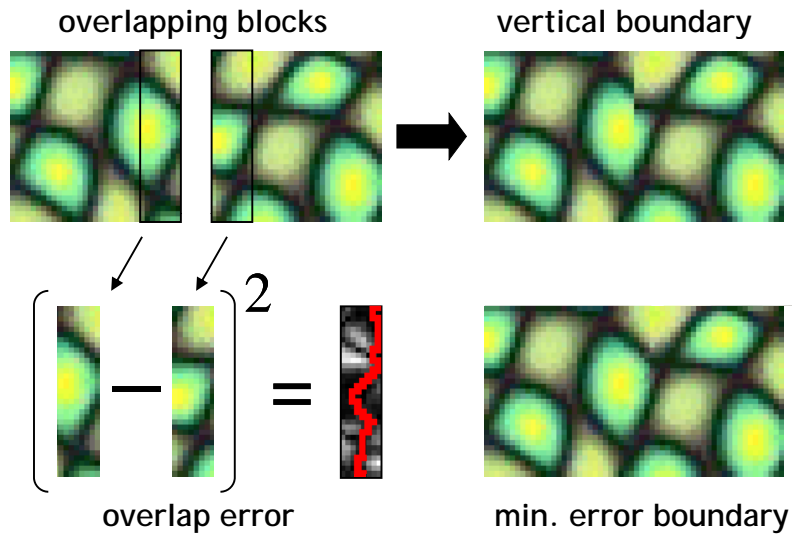 overlapping blocks
vertical boundary
2
overlap error
min. error boundary